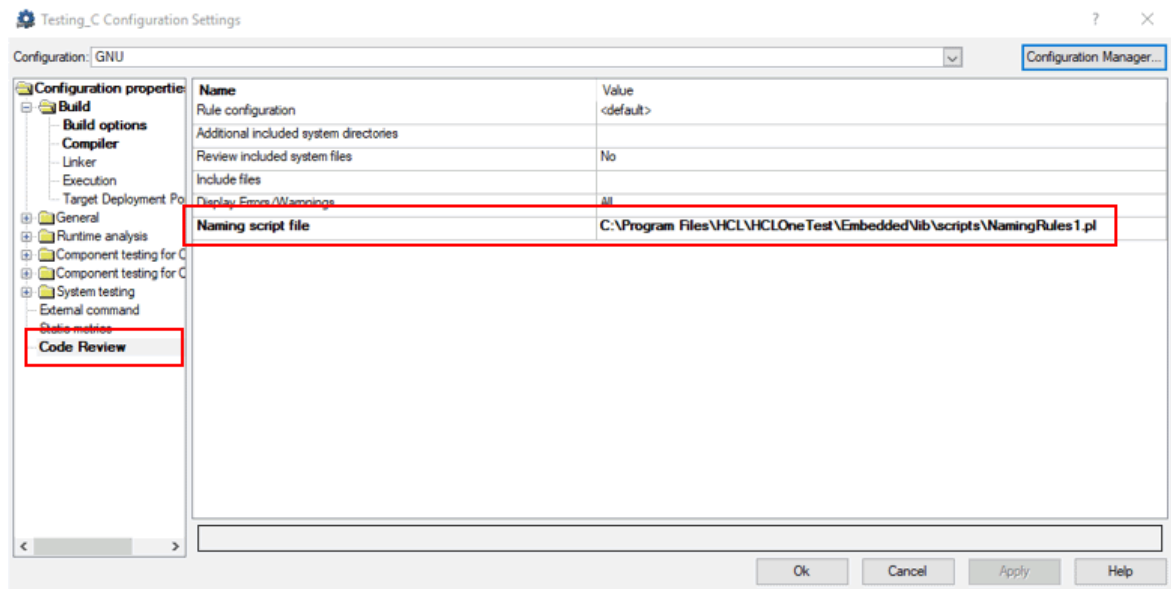 Testing_C Configuration Settings
?
Configuration: GNU
Configuration Manager...
Configuration propertie
Build
Build options
Compiler
Linker
Execution
Target Deployment Po
General
Runtime analysis
Component testing for C
Component testing for C
System testing
External command
Static metrics
Code Review
Name Value
Rule configuration <default>
Additional included system directories
Review included system files No
Include files
Display Errors/Warnings All
Naming script file C:\Program Files\HCL\HCLOneTest\Embedded\lib\scripts\NamingRules1.pl
Ok Cancel Apply Help